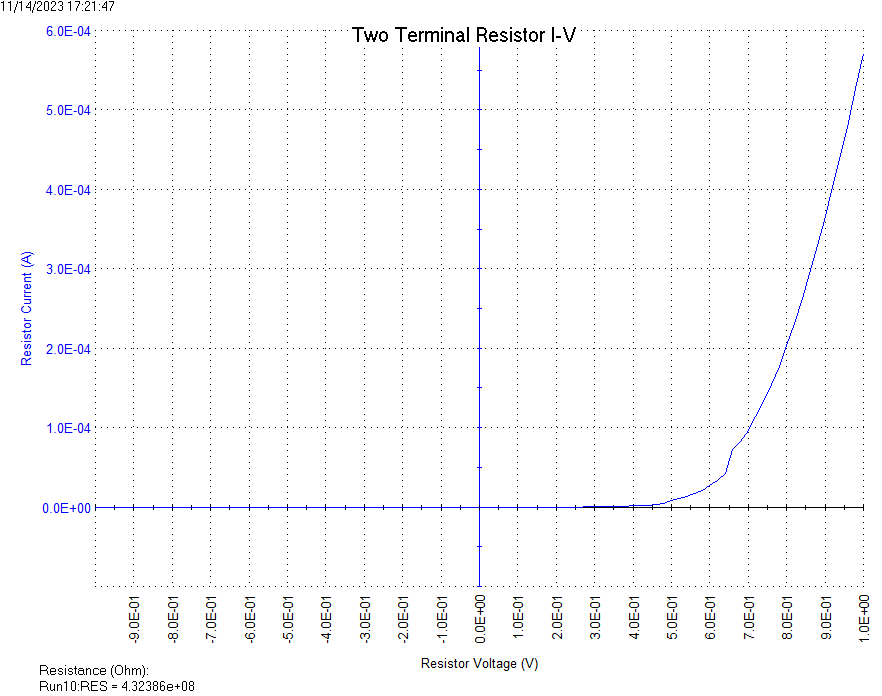 11/14/2023 17:21:47
Two Terminal Resistor I-V
6.0E-04
5.0E-04
4.0E-04
3.0E-04
2.0E-04
1.0E-04
0.0E+00
Resistor Current (A)
-9.0E-01
-8.0E-01
-7.0E-01
-6.0E-01
-5.0E-01
-4.0E-01
-3.0E-01
-2.0E-01
-1.0E-01
0.0E+00
1.0E-01
2.0E-01
3.0E-01
4.0E-01
5.0E-01
6.0E-01
7.0E-01
8.0E-01
9.0E-01
1.0E+00
Resistor Voltage (V)
Resistance (Ohm):
Run10:RES = 4.32386e+08